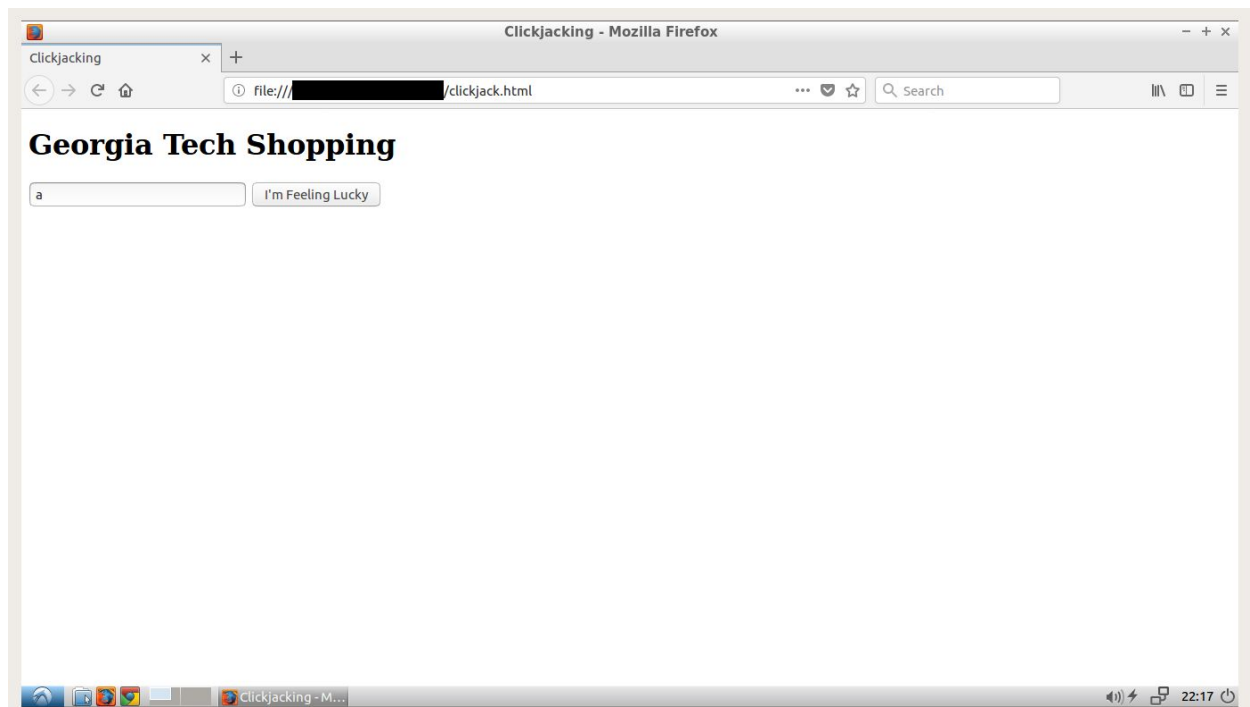 Clickjacking - Mozilla Firefox
Clickjacking
file:///
/clickjack.html
Search
Georgia Tech Shopping
a
I'm Feeling Lucky
Clickjacking - M...
22:17